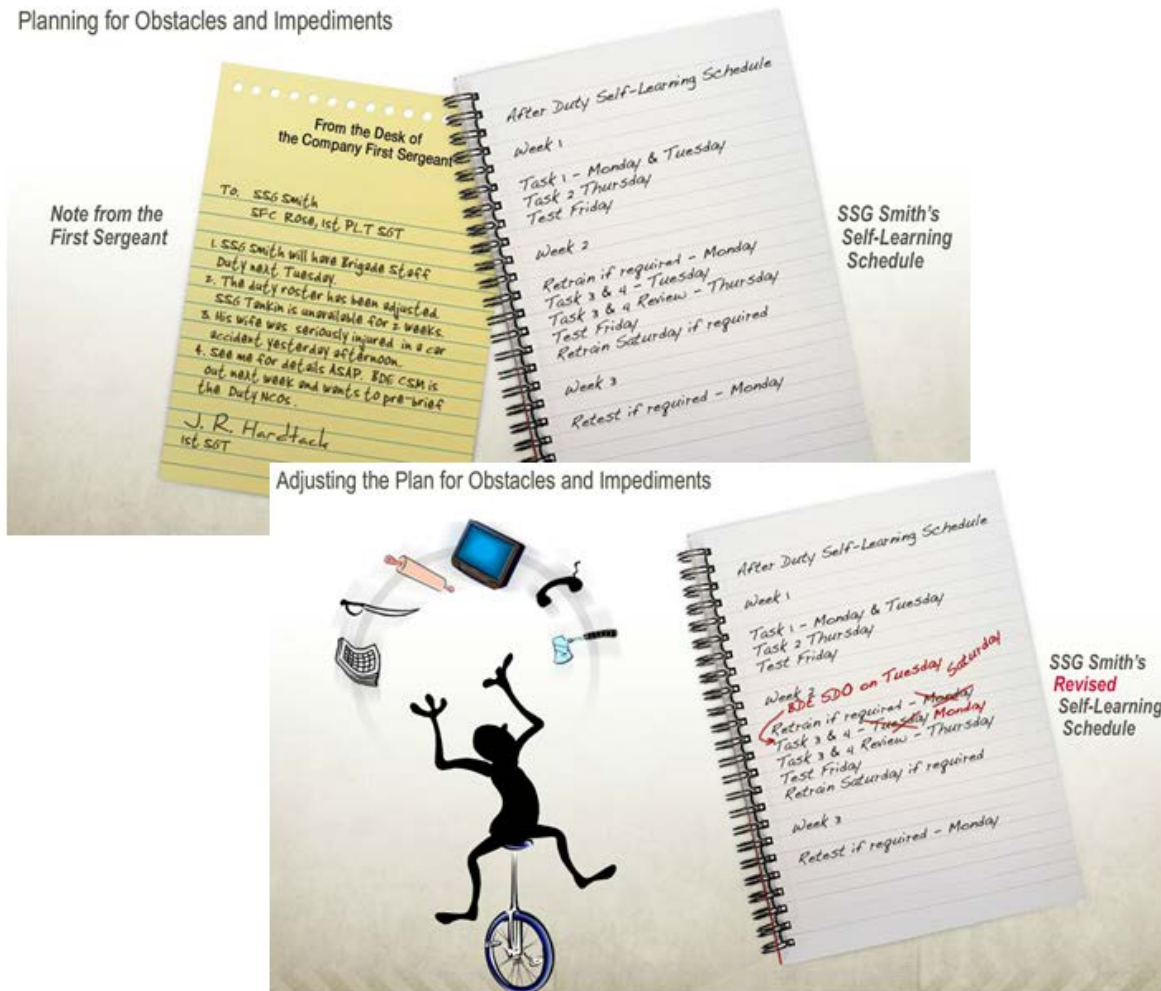 Planning for Obstacles and Impediments
Note from the
First Sergeant
From the Desk of
the Company First Sergeant
To. SSG Smith
SFC Rose, 1st PLT SGT
1. SSG Smith will have Brigade Staff
Duty next Tuesday.
2. The duty roster has been adjusted
SSG Tonkin is unavailable for 2 weeks.
3. His wife was seriously injured in a car
accident yesterday afternoon.
4. See me for details ASAP. BDE CSM is
out next week and wants to pre-brief
the Duty NCOs.
J. R. Hardtack
1st SGT
After Duty Self-Learning Schedule
Week 1
Task 1 - Monday & Tuesday
Task 2 Thursday
Test Friday
Week 2
Retrain if required - Monday
Task 3 & 4 - Tuesday
Task 3 & 4 Review - Thursday
Test Friday
Retrain Saturday if required
Week 3
Retest if required - Monday
SSG Smith's
Self-Learning
Schedule
Adjusting the Plan for Obstacles and Impediments
After Duty Self-Learning Schedule
Week 1
Task 1 - Monday & Tuesday
Task 2 Thursday
Test Friday
Week 2
BDE SDO on Tuesday
Retrain if required - Monday Saturday
Task 3 & 4 - Tuesday Monday
Task 3 & 4 Review - Thursday
Test Friday
Retrain Saturday if required
Week 3
Retest if required - Monday
SSG Smith's
Revised
Self-Learning
Schedule